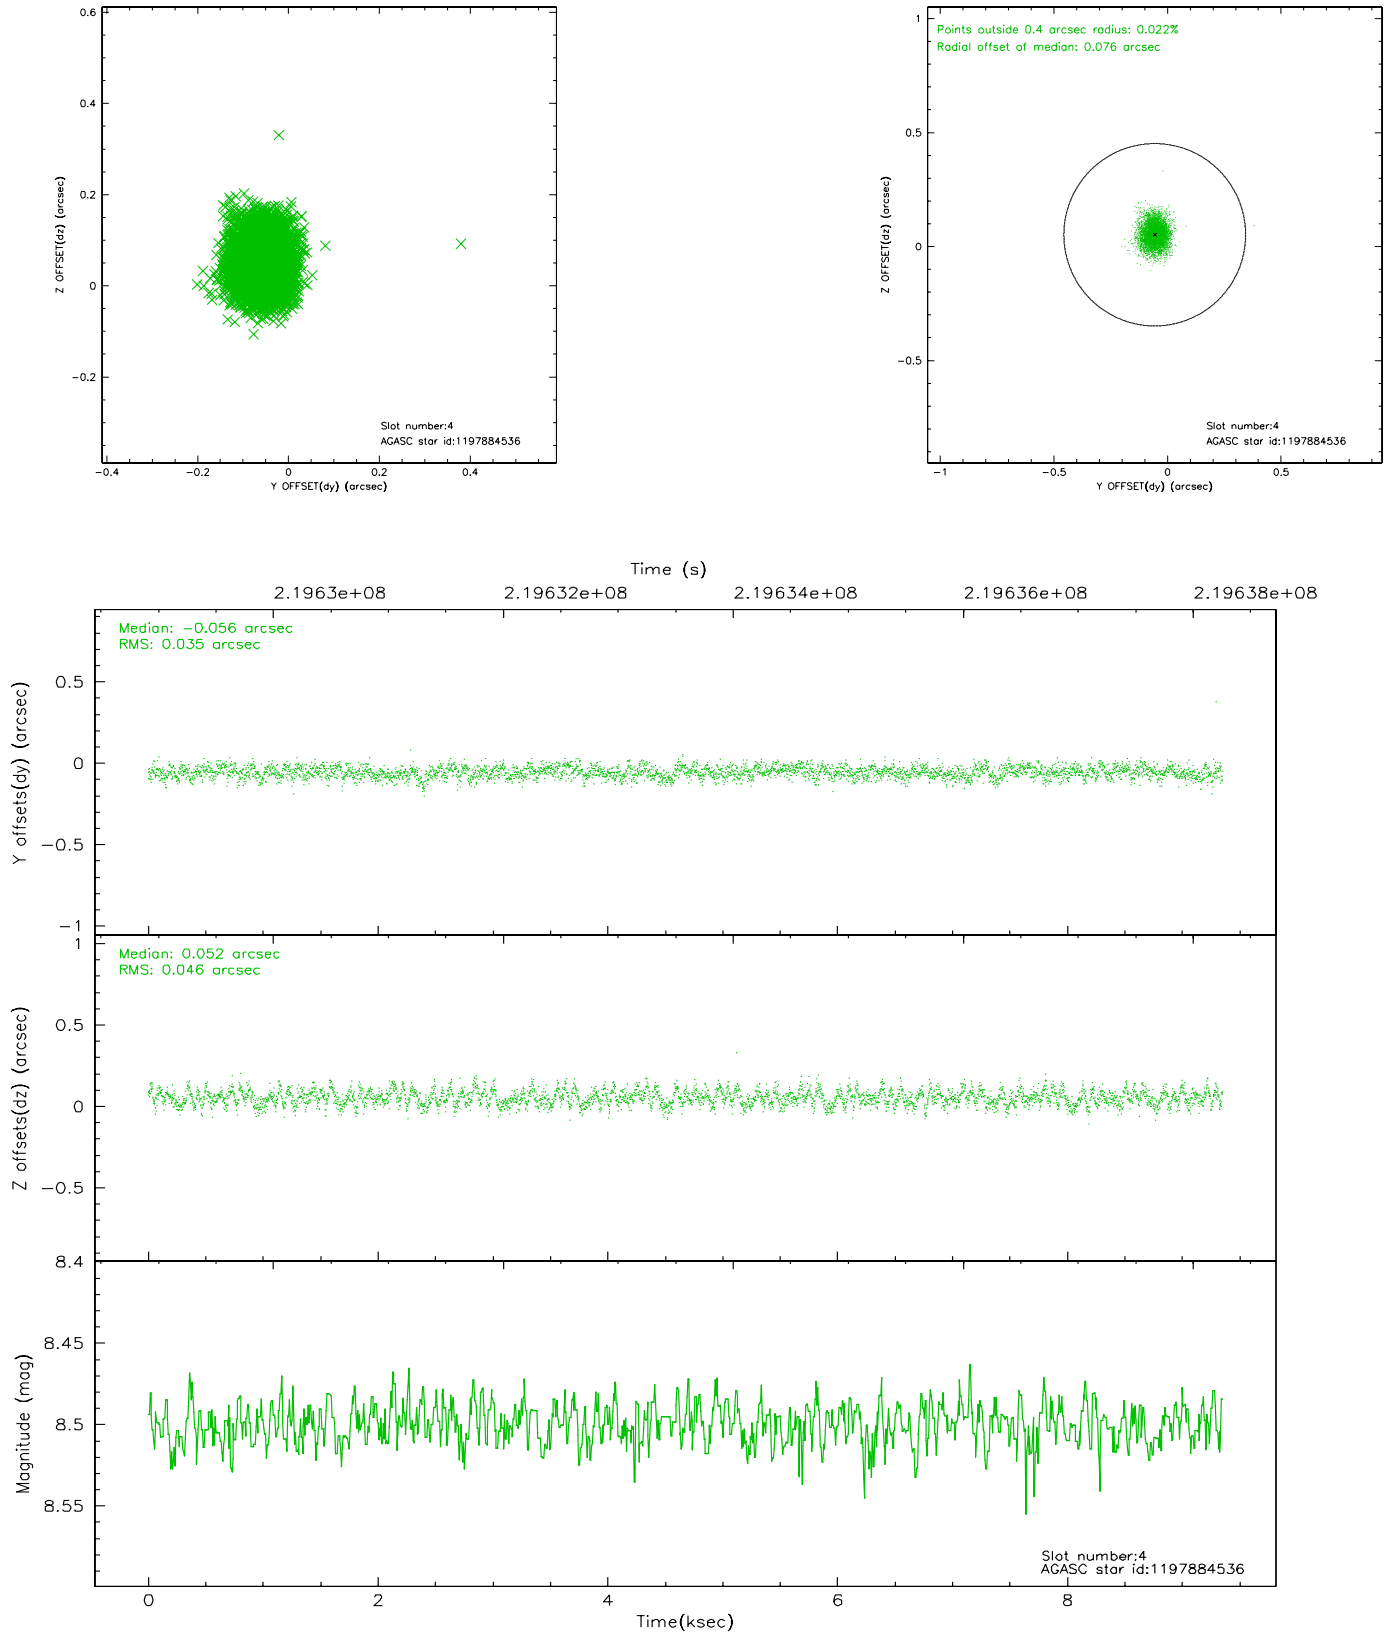 0.6
0.4
0.2
0
−0.2
Z OFFSET(dz) (arcsec)
−0.4
−0.2
0
0.2
0.4
Y OFFSET(dy) (arcsec)
Slot number:4
AGASC star id:1197884536
Points outside 0.4 arcsec radius: 0.022%
Radial offset of median: 0.076 arcsec
1
0.5
0
−0.5
Z OFFSET(dz) (arcsec)
−1
−0.5
0
0.5
Y OFFSET(dy) (arcsec)
Slot number:4
AGASC star id:1197884536
Time (s)
2.1963e+08
2.19632e+08
2.19634e+08
2.19636e+08
2.19638e+08
Median: −0.056 arcsec
RMS: 0.035 arcsec
0.5
0
−0.5
−1
Y offsets(dy) (arcsec)
Median: 0.052 arcsec
RMS: 0.046 arcsec
1
0.5
0
−0.5
Z offsets(dz) (arcsec)
8.4
8.45
8.5
8.55
Magnitude (mag)
Slot number:4
AGASC star id:1197884536
0
2
4
6
8
Time(ksec)